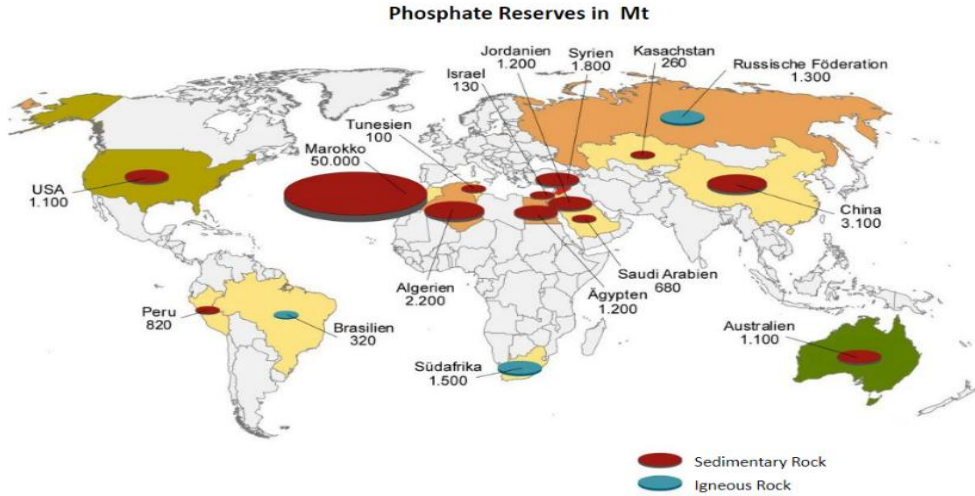 Phosphate Reserves in Mt
Jordanien
1.200
Syrien
1.800
Kasachstan
260
Russische Föderation
1.300
Israel
130
Tunesien
100
Marokko
50.000
USA
1.100
China
3.100
Algerien
2.200
Saudi Arabien
680
Ägypten
1.200
Peru
820
Brasilien
320
Südafrika
1.500
Australien
1.100
Sedimentary Rock
Igneous Rock